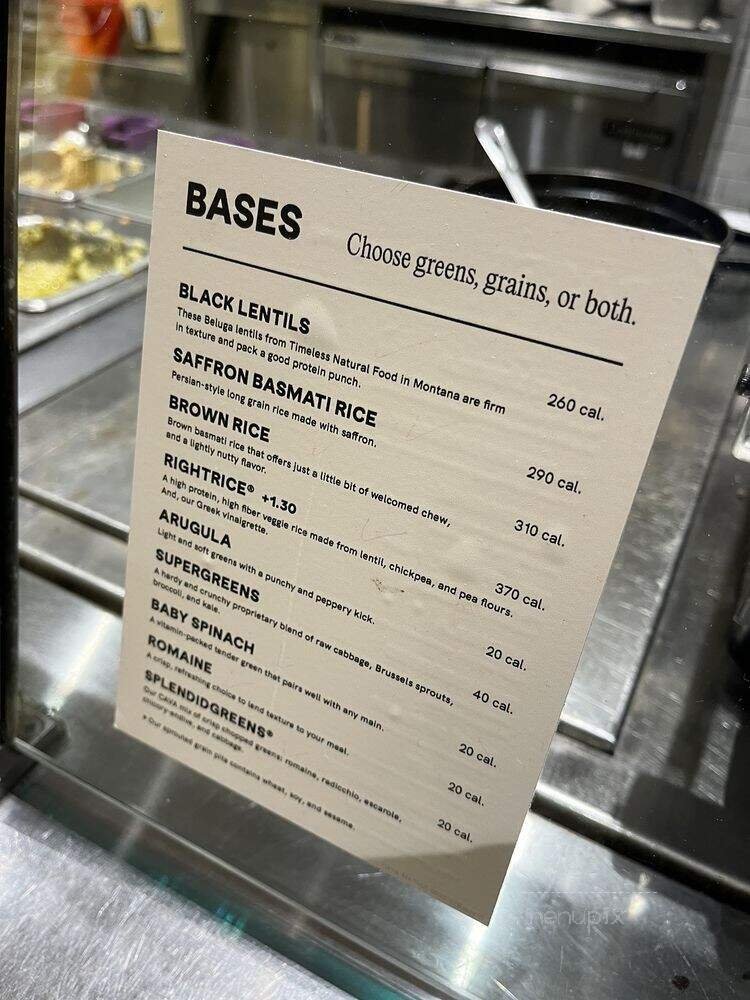 BASES
Choose greens, grains, or both.
BLACK LENTILS
These Beluga lentils from Timeless Natural Food in Montana are firm
in texture and pack a good protein punch.
260 cal.
SAFFRON BASMATI RICE
Persian-style long grain rice made with saffron.
290 cal.
BROWN RICE
Brown basmati rice that offers just a little bit of welcomed chew,
and a lightly nutty flavor.
310 cal.
RIGHTRICE® +1.30
A high protein, high fiber veggie rice made from lentil, chickpea, and pea flours.
And, our Greek vinaigrette.
370 cal.
ARUGULA
Light and soft greens with a punchy and peppery kick.
20 cal.
SUPERGREENS
A hardy and crunchy proprietary blend of raw cabbage, Brussels sprouts,
broccoli, and kale.
40 cal.
BABY SPINACH
A vitamin-packed tender green that pairs well with any main.
20 cal.
ROMAINE
A crisp, refreshing choice to lend texture to your meal.
20 cal.
SPLENDIDGREENS®
Our CAVA mix of crisp chopped greens: romaine, radicchio, escarole,
chicory endive, and cabbage.
20 cal.
Our sprouted grain pita contains wheat, soy, and sesame.
menupix